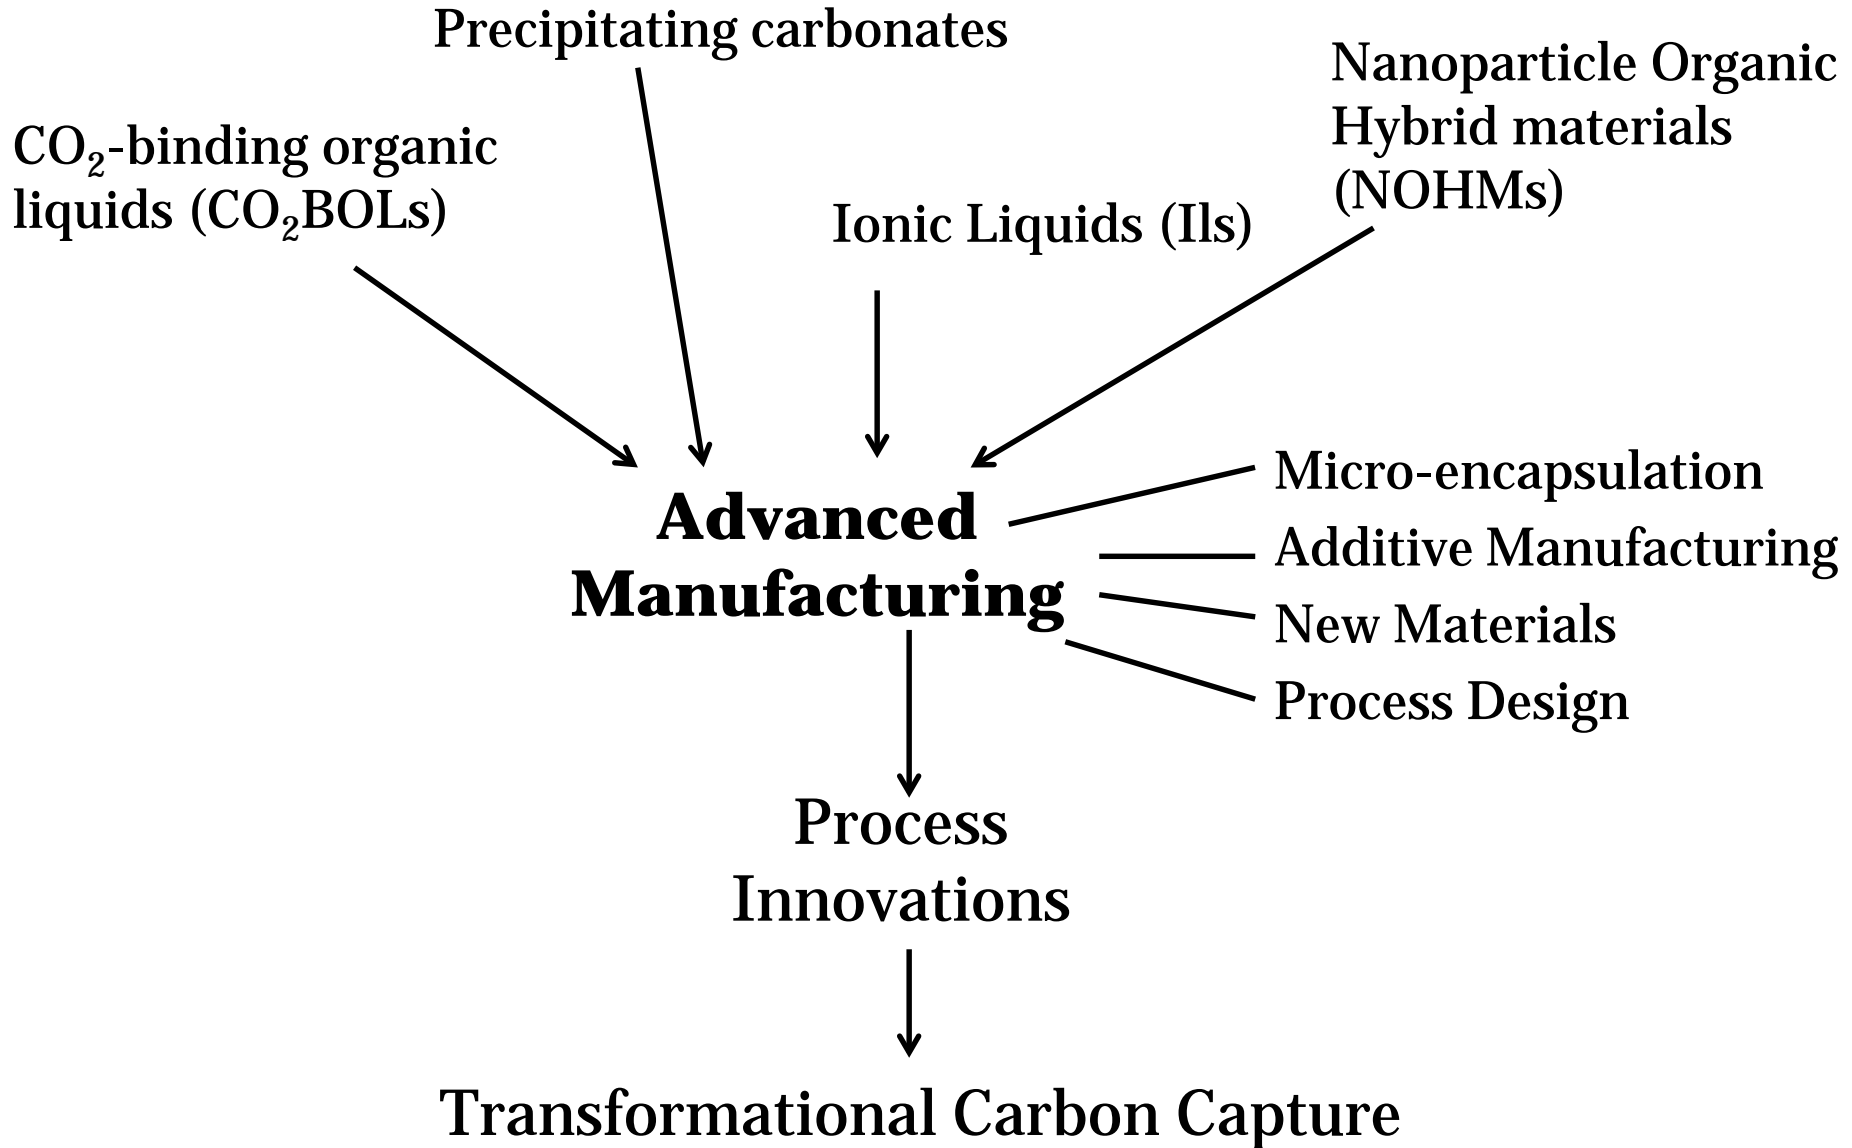 Precipitating carbonates
CO₂-binding organic
liquids (CO₂BOLs)
Ionic Liquids (Ils)
Nanoparticle Organic
Hybrid materials
(NOHMs)
Advanced
Manufacturing
Micro-encapsulation
Additive Manufacturing
New Materials
Process Design
Process
Innovations
Transformational Carbon Capture